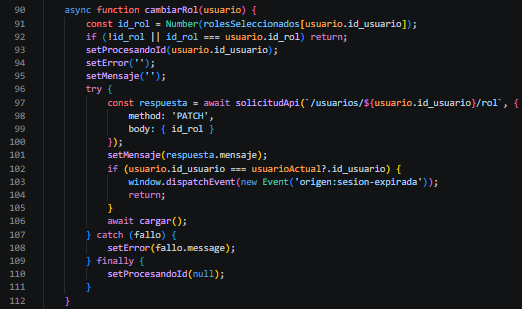 90 async function cambiarRol(usuario) {
91 const id_rol = Number(rolesSeleccionados[usuario.id_usuario]);
92 if (!id_rol || id_rol === usuario.id_rol) return;
93 setProcesandoId(usuario.id_usuario);
94 setError('');
95 setMensaje('');
96 try {
97 const respuesta = await solicitudApi(`/usuarios/${usuario.id_usuario}/rol`, {
98 method: 'PATCH',
99 body: { id_rol }
100 });
101 setMensaje(respuesta.mensaje);
102 if (usuario.id_usuario === usuarioActual?.id_usuario) {
103 window.dispatchEvent(new Event('origen:sesion-expirada'));
104 return;
105 }
106 await cargar();
107 } catch (fallo) {
108 setError(fallo.message);
109 } finally {
110 setProcesandoId(null);
111 }
112 }